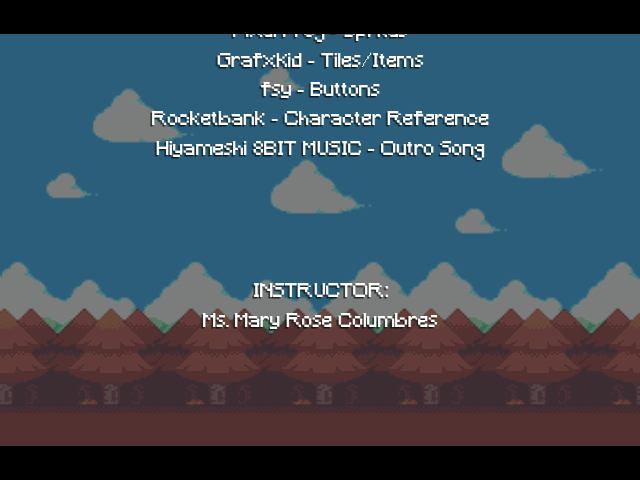 GrafxKid - Tiles/Items
fsy - Buttons
Rocketbank - Character Reference
Hiyameshi 8BIT MUSIC - Outro Song
INSTRUCTOR:
Ms. Mary Rose Columbres